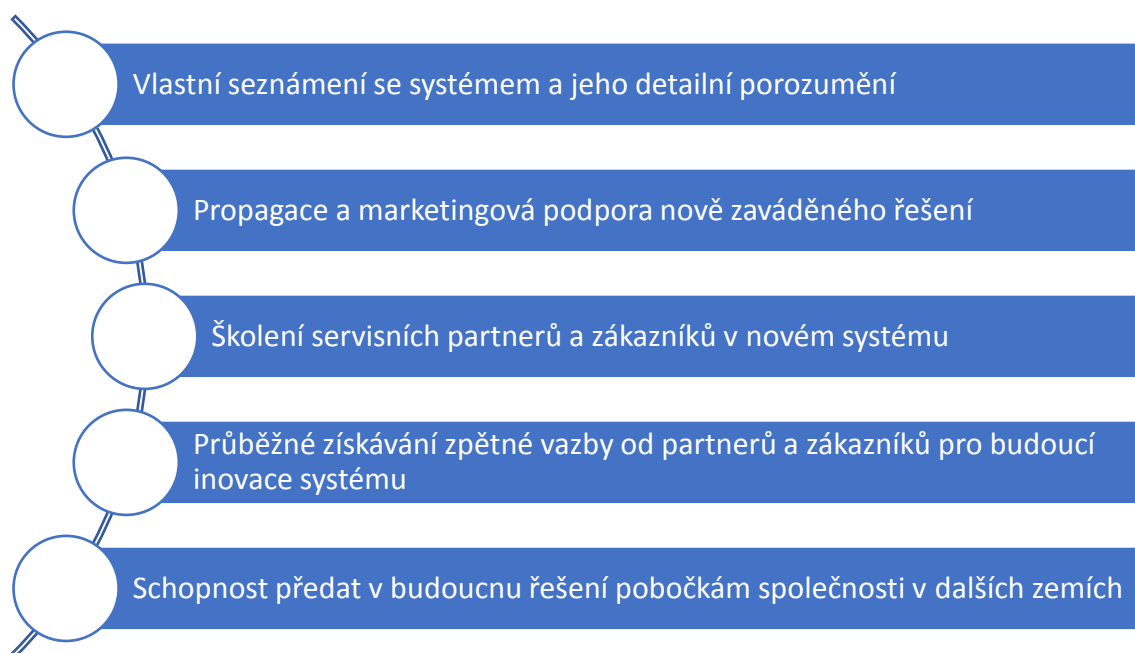 Vlastní seznámení se systémem a jeho detailní porozumění
Propagace a marketingová podpora nově zaváděného řešení
Školení servisních partnerů a zákazníků v novém systému
Průběžné získávání zpětné vazby od partnerů a zákazníků pro budoucí
inovace systému
Schopnost předat v budoucnu řešení pobočkám společnosti v dalších zemích